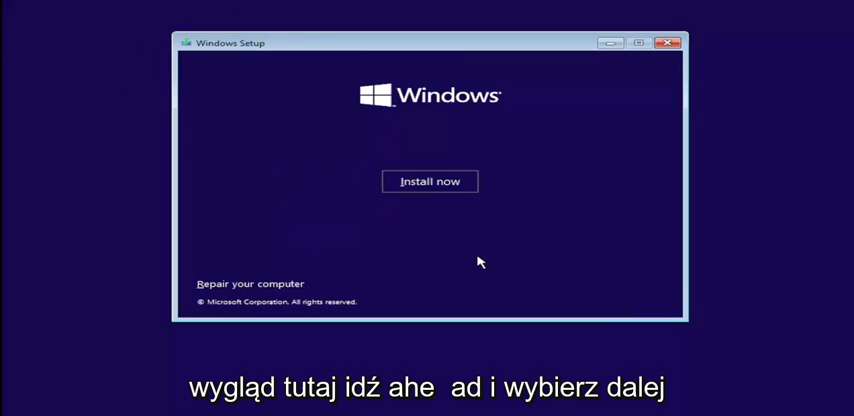 Windows Setup
Windows
Install now
Repair your computer
© Microsoft Corporation. All rights reserved.
wygląd tutaj idź ahe ad i wybierz dalej